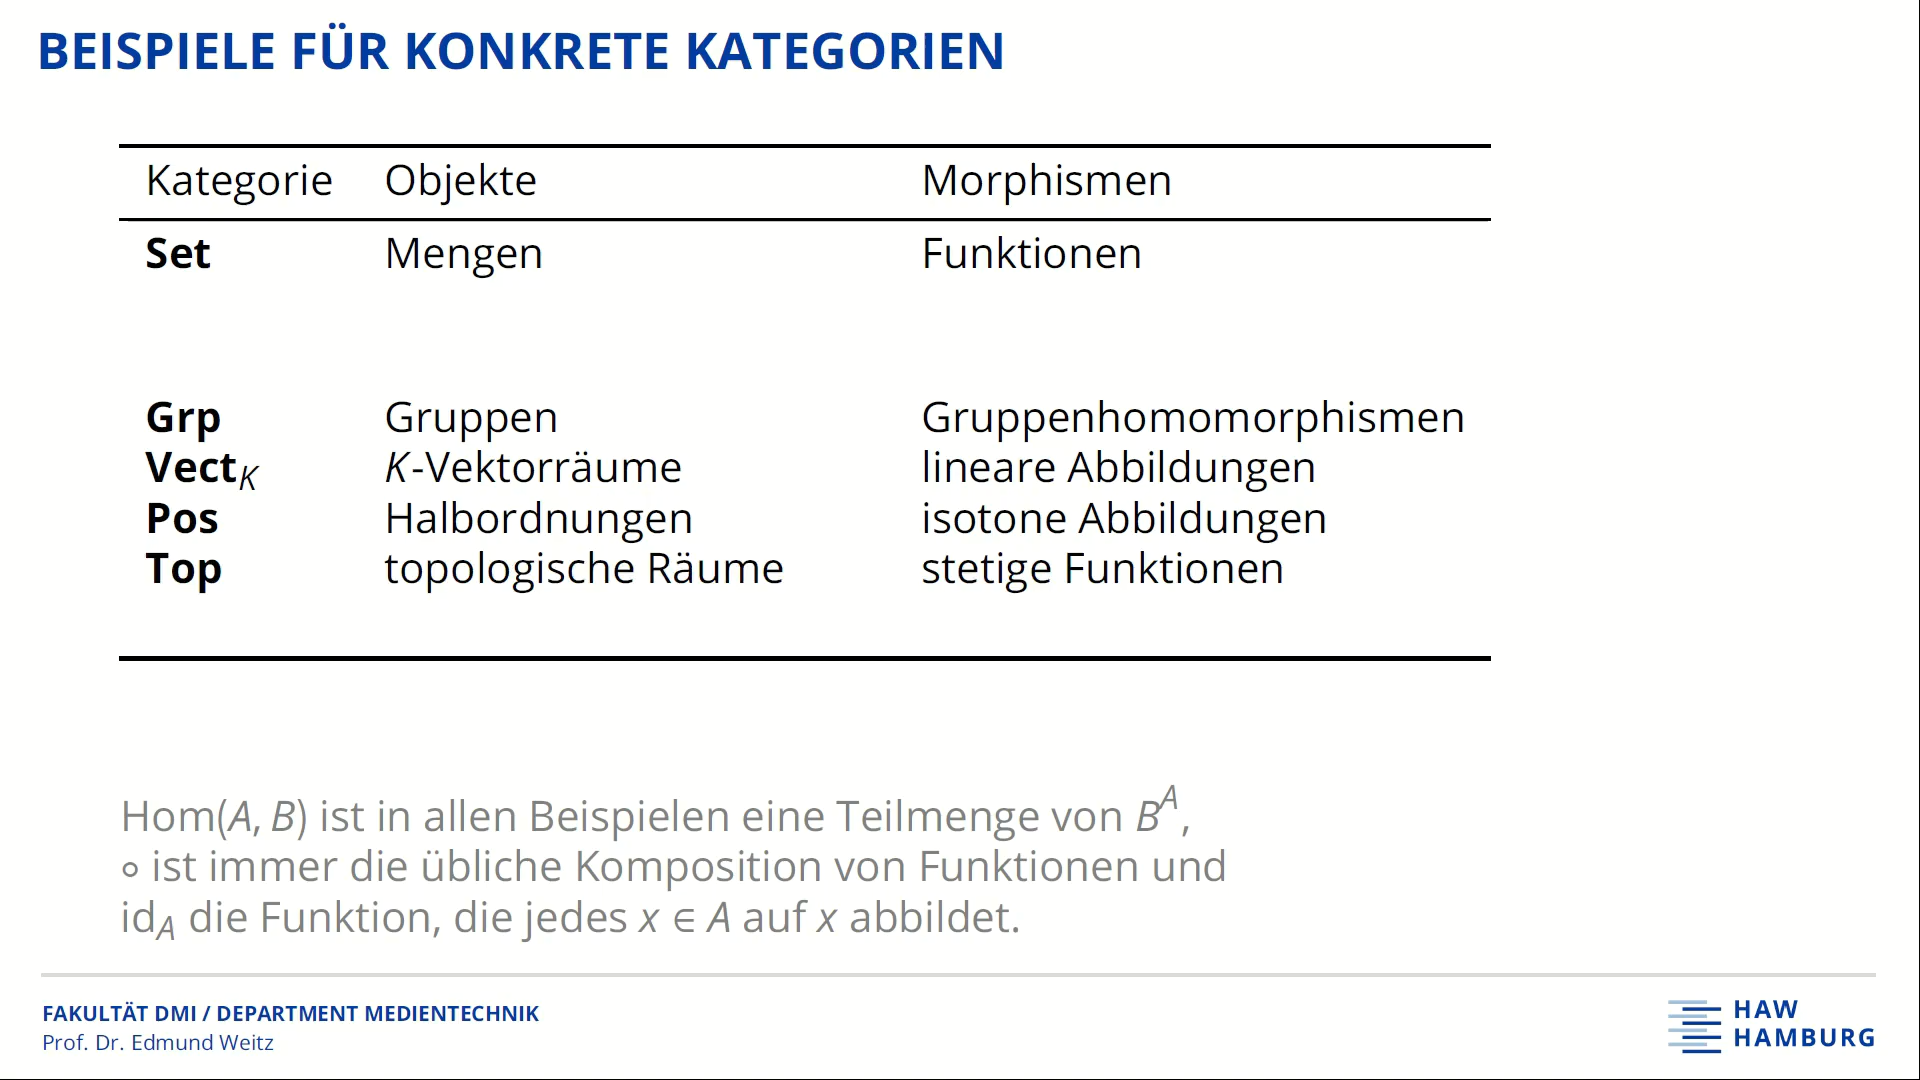 BEISPIELE FÜR KONKRETE KATEGORIEN
Kategorie Objekte Morphismen
Set Mengen Funktionen
Grp Gruppen Gruppenhomomorphismen
Vect_K K-Vektorräume lineare Abbildungen
Pos Halbordnungen isotone Abbildungen
Top topologische Räume stetige Funktionen
Hom(A, B) ist in allen Beispielen eine Teilmenge von B^A,
∘ ist immer die übliche Komposition von Funktionen und
id_A die Funktion, die jedes x ∈ A auf x abbildet.
FAKULTÄT DMI / DEPARTMENT MEDIENTECHNIK
Prof. Dr. Edmund Weitz
HAW
HAMBURG